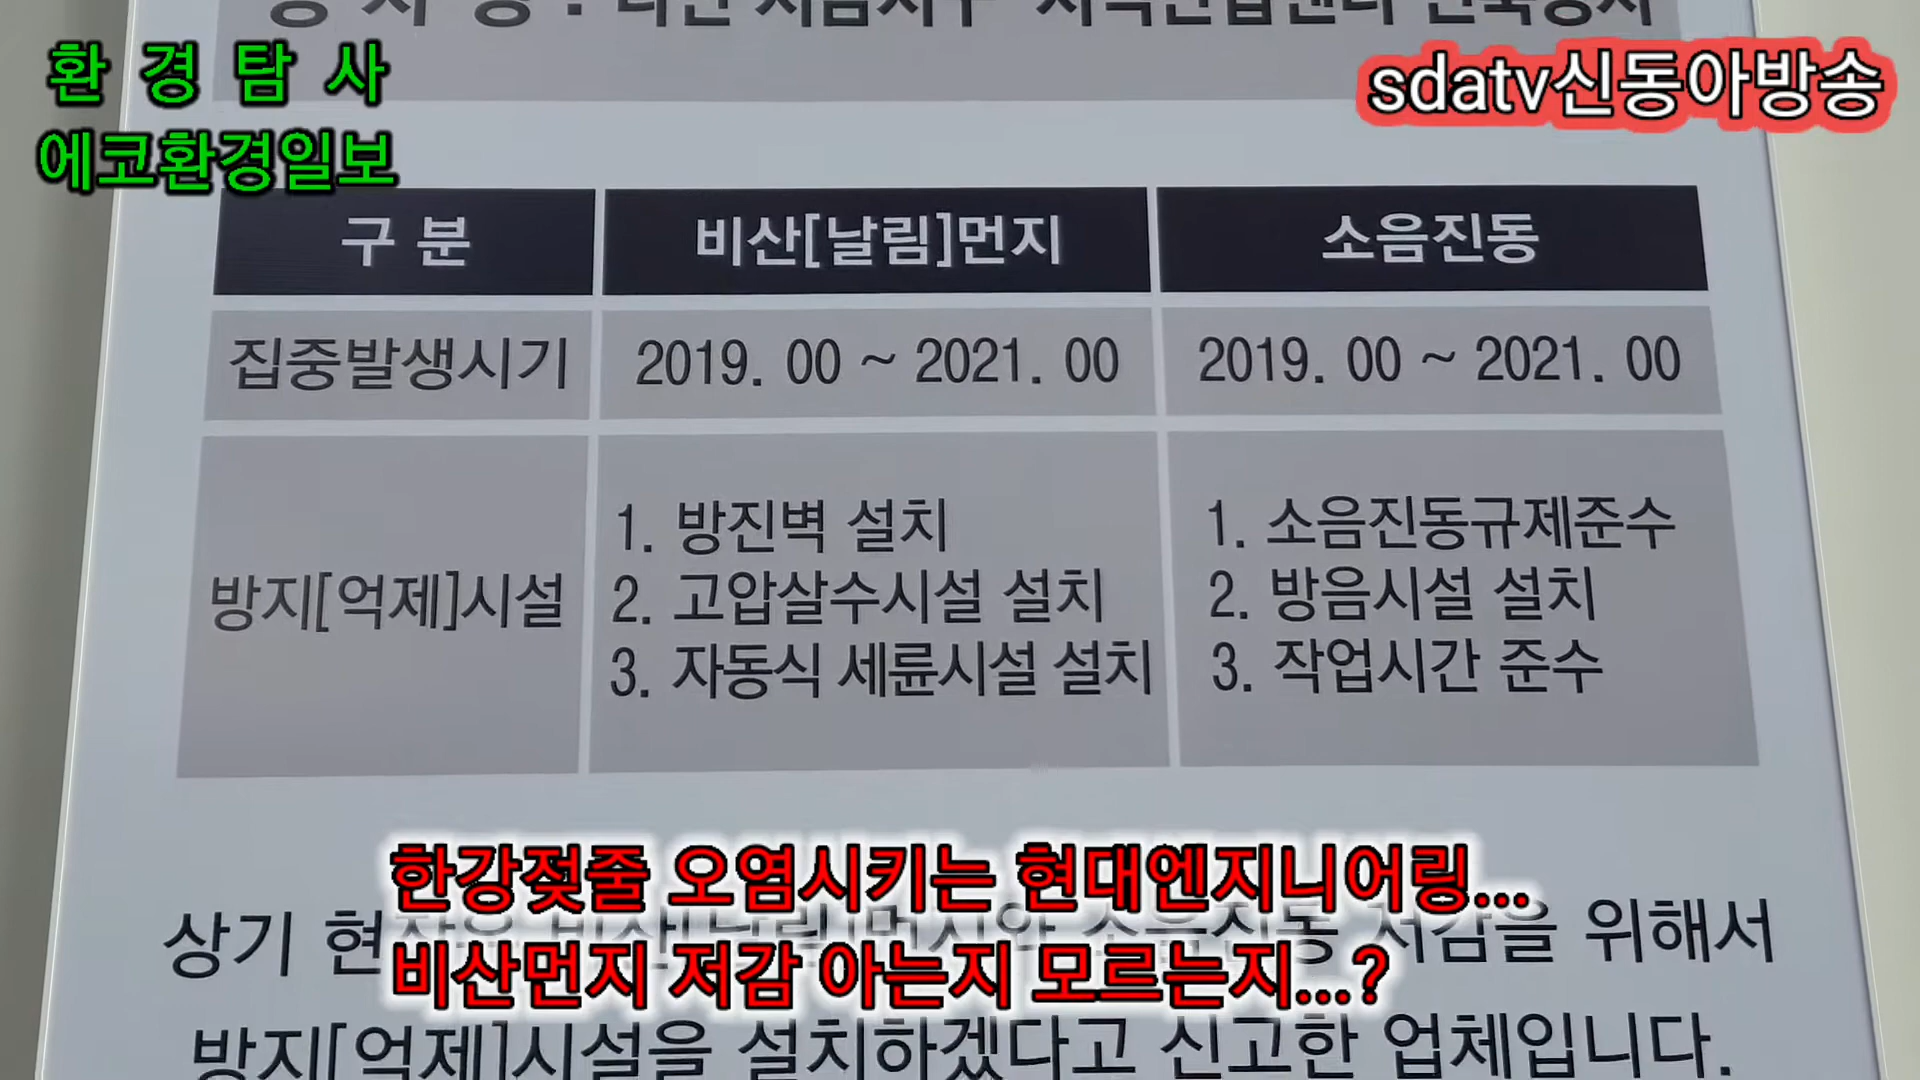 환 경 탐 사
에코환경일보
sdatv신동아방송
구 분
비산[날림]먼지
소음진동
집중발생시기
2019. 00 ~ 2021. 00
2019. 00 ~ 2021. 00
방지[억제]시설
1. 방진벽 설치
2. 고압살수시설 설치
3. 자동식 세륜시설 설치
1. 소음진동규제준수
2. 방음시설 설치
3. 작업시간 준수
한강젖줄 오염시키는 현대엔지니어링...
상기 저감을 위해서
비산먼지 저감 아는지 모르는지...?
방지[억제]시설을 설치하겠다고 신고한 업체입니다.